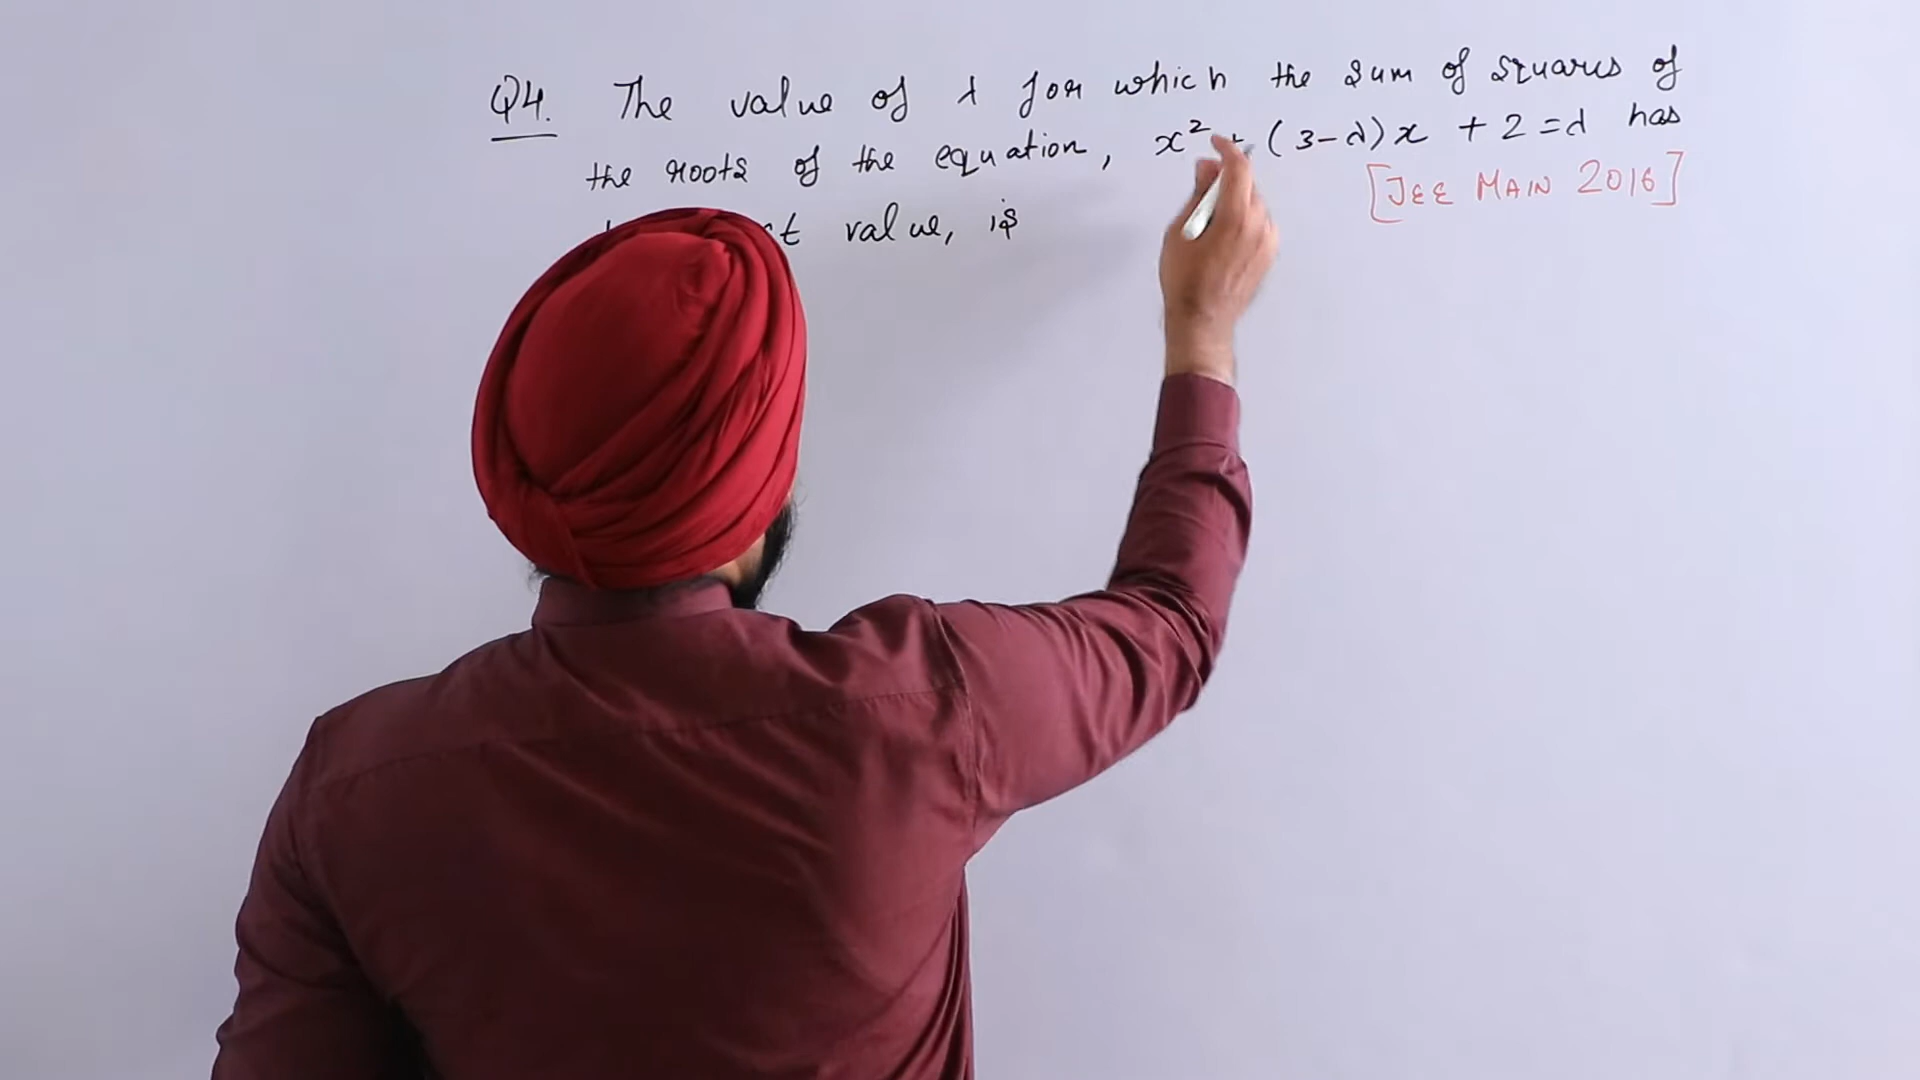 Q4. The value of λ for which the sum of squares of
the roots of the equation, x² + (3-λ)x + 2 = λ has
[JEE MAIN 2016]
value, is